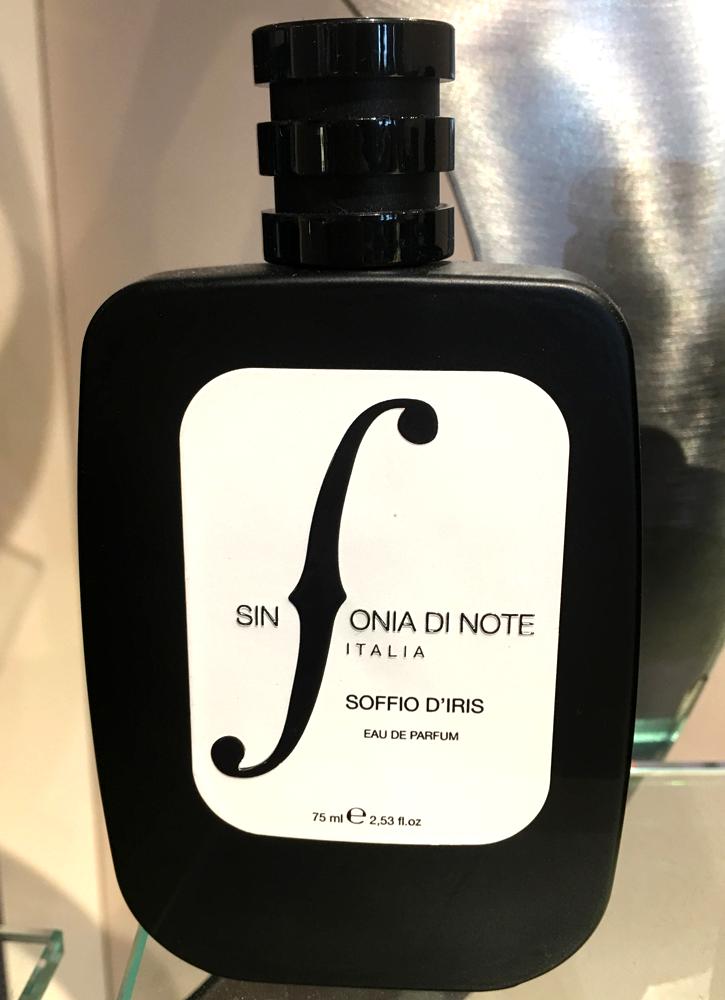 SINfONIA DI NOTE
ITALIA
SOFFIO D'IRIS
EAU DE PARFUM
75 ml ℮ 2,53 fl.oz